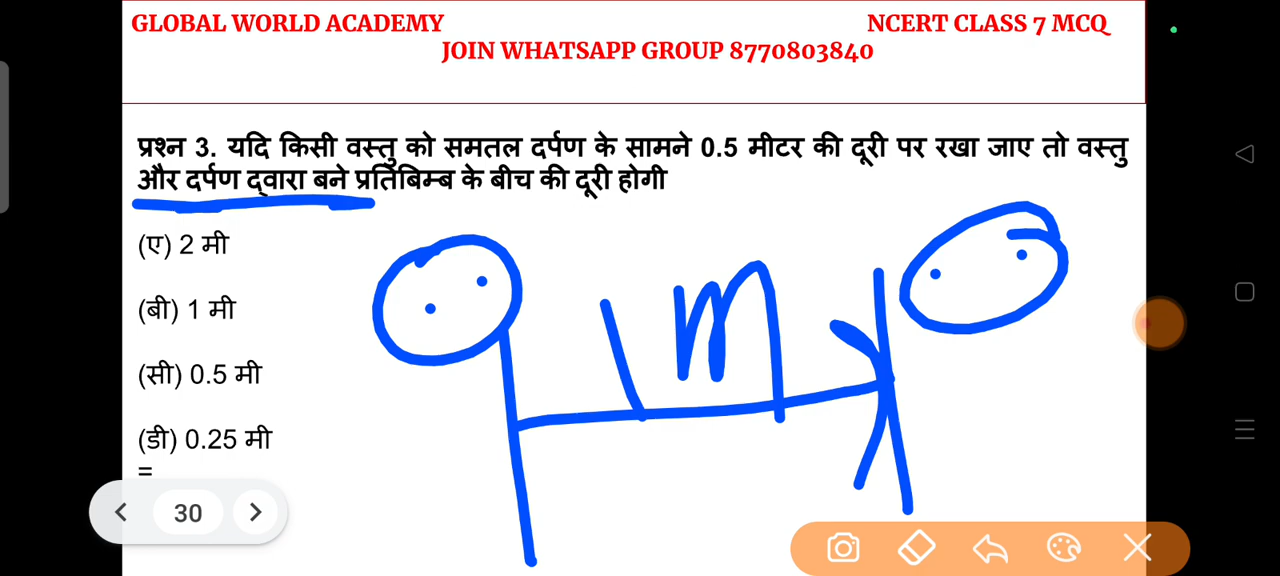 GLOBAL WORLD ACADEMY NCERT CLASS 7 MCQ
JOIN WHATSAPP GROUP 8770803840
प्रश्न 3. यदि किसी वस्तु को समतल दर्पण के सामने 0.5 मीटर की दूरी पर रखा जाए तो वस्तु
और दर्पण द्वारा बने प्रतिबिम्ब के बीच की दूरी होगी
(ए) 2 मी
(बी) 1 मी
(सी) 0.5 मी
(डी) 0.25 मी
=
1m
30